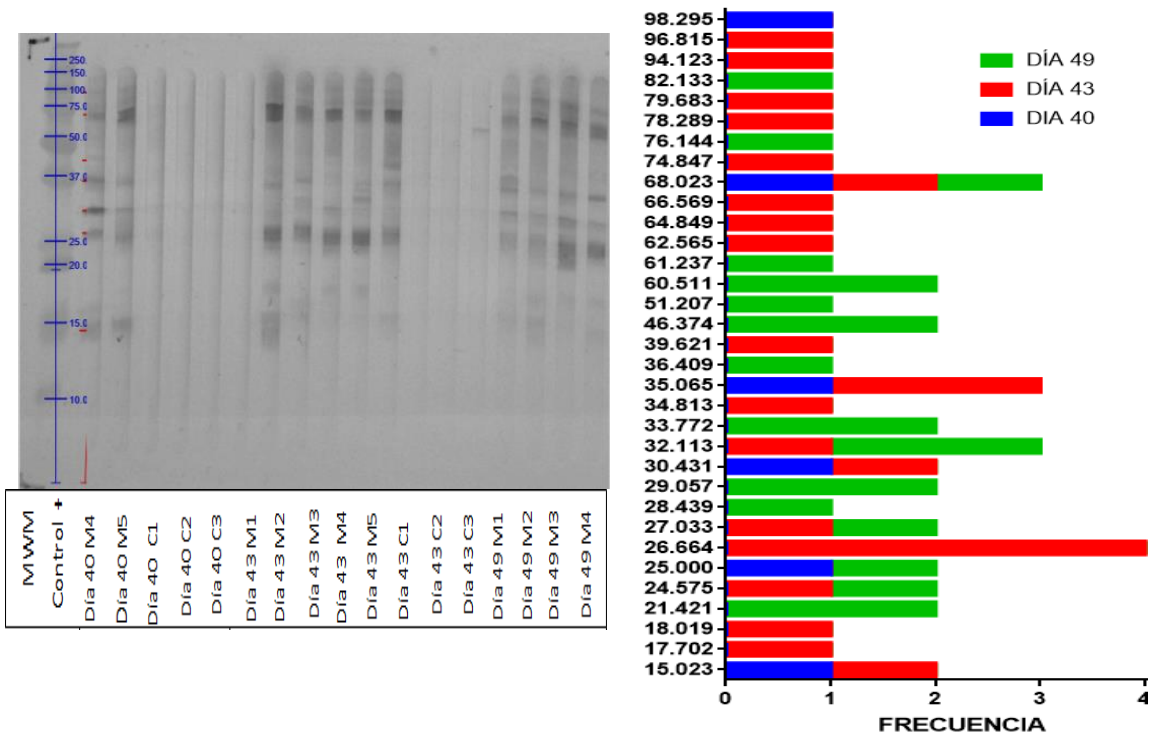 250
150
100
75.0
50.0
37.0
25.0
20.0
15.0
10.0
MWM
Control +
Día 40 M4
Día 40 M5
Día 40 C1
Día 40 C2
Día 40 C3
Día 43 M1
Día 43 M2
Día 43 M3
Día 43 M4
Día 43 M5
Día 43 C1
Día 43 C2
Día 43 C3
Día 49 M1
Día 49 M2
Día 49 M3
Día 49 M4
98.295
96.815
94.123
82.133
79.683
78.289
76.144
74.847
68.023
66.569
64.849
62.565
61.237
60.511
51.207
46.374
39.621
36.409
35.065
34.813
33.772
32.113
30.431
29.057
28.439
27.033
26.664
25.000
24.575
21.421
18.019
17.702
15.023
DÍA 49
DÍA 43
DIA 40
0 1 2 3 4
FRECUENCIA